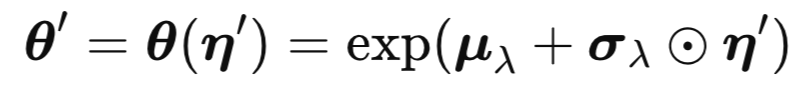 θ′ = θ(η′) = exp(μ_λ + σ_λ ⊙ η′)